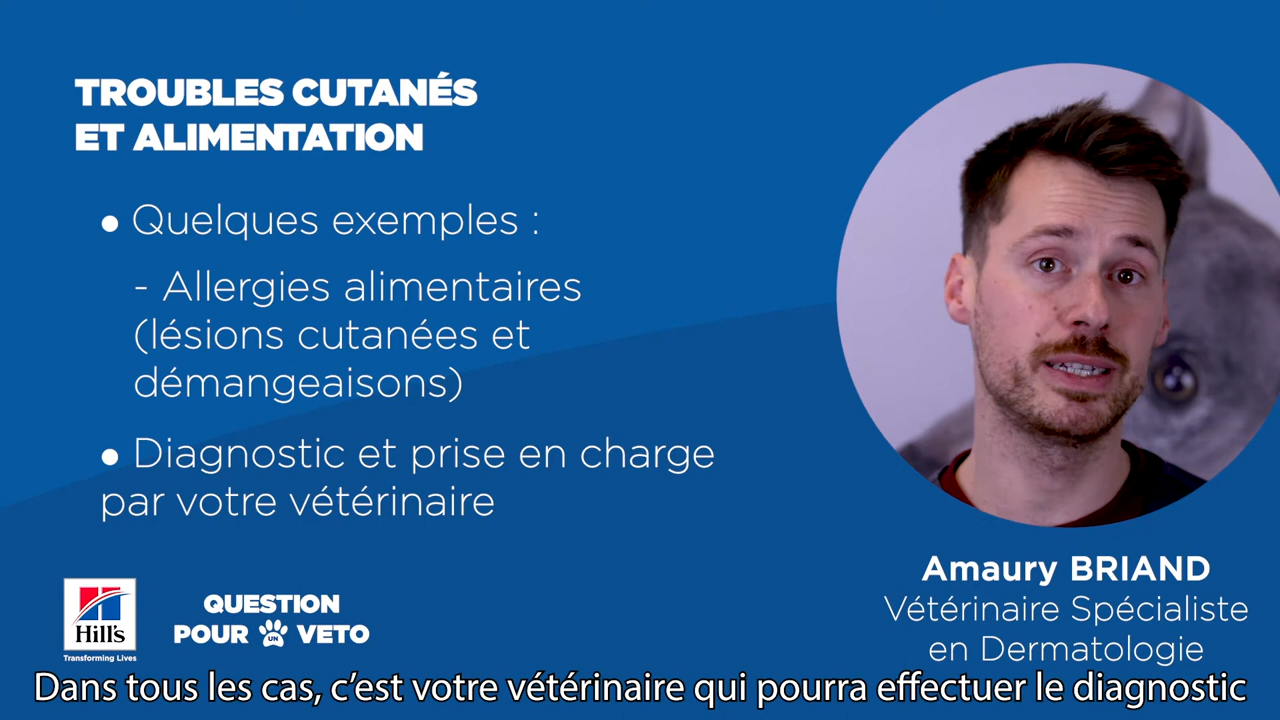 TROUBLES CUTANÉS
ET ALIMENTATION
● Quelques exemples :
- Allergies alimentaires
(lésions cutanées et
démangeaisons)
● Diagnostic et prise en charge
par votre vétérinaire
Amaury BRIAND
Vétérinaire Spécialiste
en Dermatologie
Hill's
Transforming Lives
QUESTION
POUR UN VETO
Dans tous les cas, c’est votre vétérinaire qui pourra effectuer le diagnostic